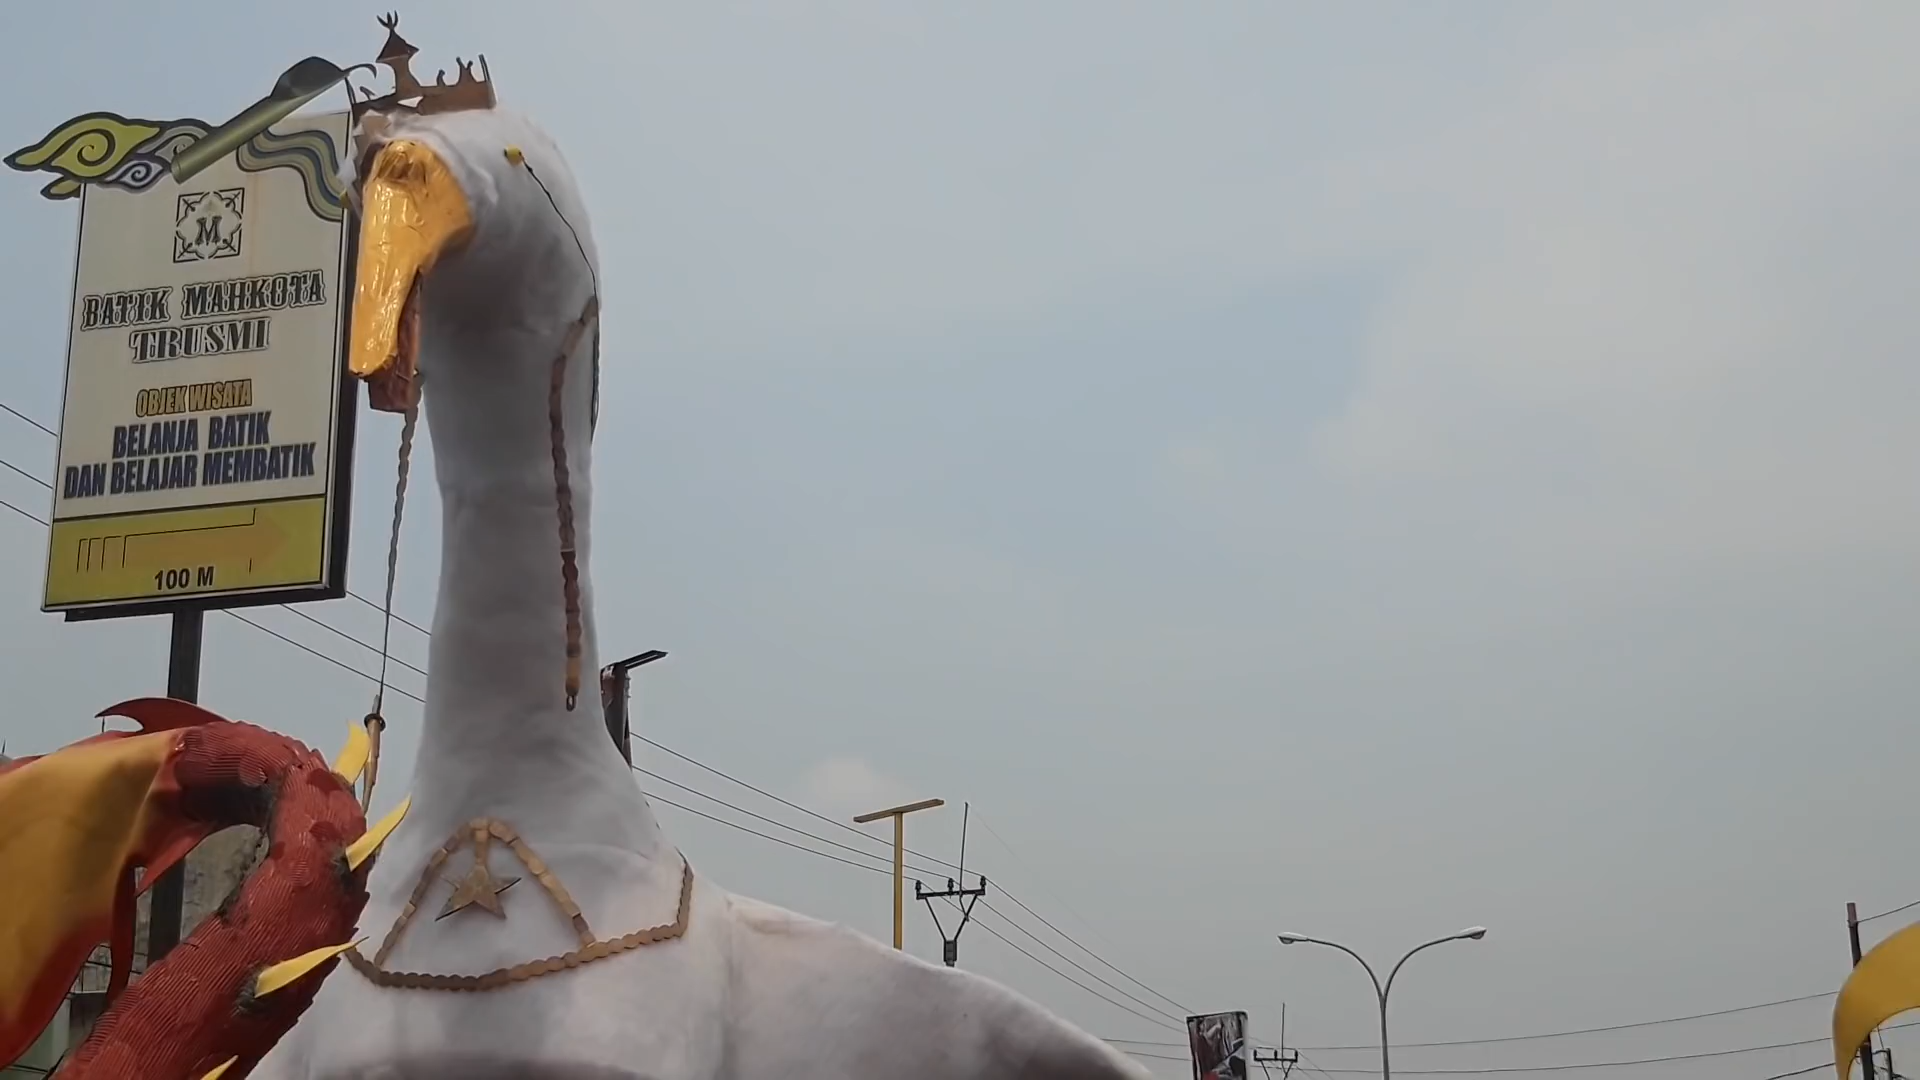 M
BATIK MAHKOTA
TRUSMI
OBJEK WISATA
BELANJA BATIK
DAN BELAJAR MEMBATIK
100 M